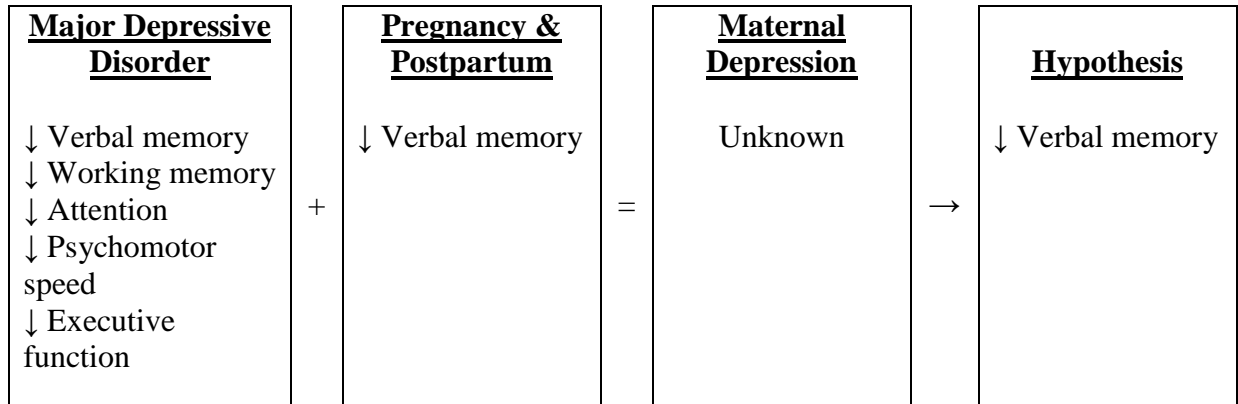 Major Depressive
Disorder
↓ Verbal memory
↓ Working memory
↓ Attention
↓ Psychomotor
speed
↓ Executive
function
+
Pregnancy &
Postpartum
↓ Verbal memory
=
Maternal
Depression
Unknown
→
Hypothesis
↓ Verbal memory